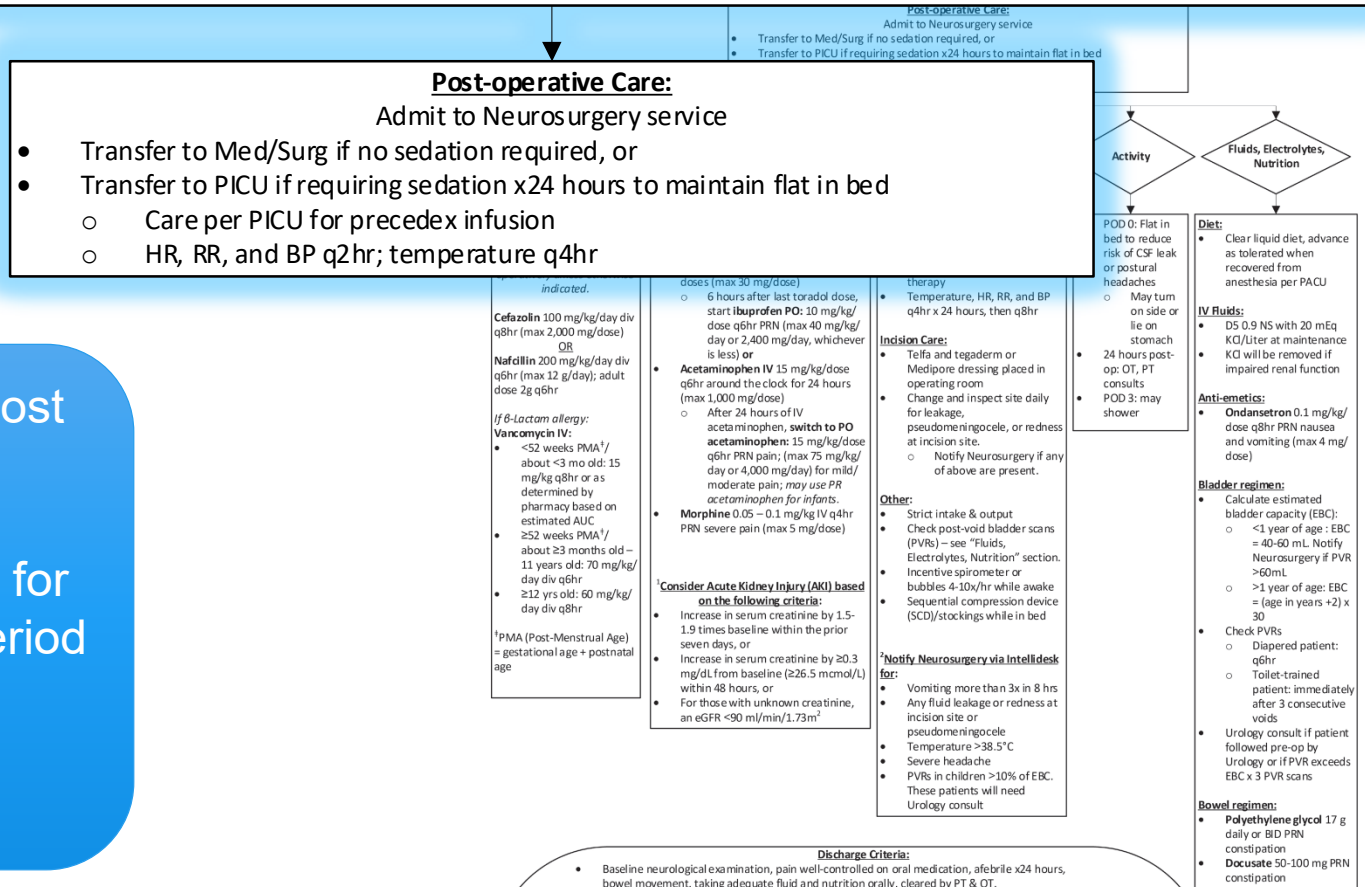 Post-operative Care:
Admit to Neurosurgery service
• Transfer to Med/Surg if no sedation required, or
• Transfer to PICU if requiring sedation x24 hours to maintain flat in bed
Post-operative Care:
Admit to Neurosurgery service
• Transfer to Med/Surg if no sedation required, or
• Transfer to PICU if requiring sedation x24 hours to maintain flat in bed
○ Care per PICU for precedex infusion
○ HR, RR, and BP q2hr; temperature q4hr
ost
for
eriod
indicated.
Cefazolin 100 mg/kg/day div
q8hr (max 2,000 mg/dose)
OR
Nafcillin 200 mg/kg/day div
q6hr (max 12 g/day); adult
dose 2g q6hr
If β-Lactam allergy:
Vancomycin IV:
• <52 weeks PMA‡/
about <3 mo old: 15
mg/kg q8hr or as
determined by
pharmacy based on
estimated AUC
• ≥52 weeks PMA‡/
about ≥3 months old –
11 years old: 70 mg/kg/
day div q6hr
• ≥12 yrs old: 60 mg/kg/
day div q8hr
‡PMA (Post-Menstrual Age)
= gestational age + postnatal
age
doses (max 30 mg/dose)
○ 6 hours after last toradol dose,
start ibuprofen PO: 10 mg/kg/
dose q6hr PRN (max 40 mg/kg/
day or 2,400 mg/day, whichever
is less) or
• Acetaminophen IV 15 mg/kg/dose
q6hr around the clock for 24 hours
(max 1,000 mg/dose)
○ After 24 hours of IV
acetaminophen, switch to PO
acetaminophen: 15 mg/kg/dose
q6hr PRN pain; (max 75 mg/kg/
day or 4,000 mg/day) for mild/
moderate pain; may use PR
acetaminophen for infants.
• Morphine 0.05 – 0.1 mg/kg IV q4hr
PRN severe pain (max 5 mg/dose)
1Consider Acute Kidney Injury (AKI) based
on the following criteria:
• Increase in serum creatinine by 1.5-
1.9 times baseline within the prior
seven days, or
• Increase in serum creatinine by ≥0.3
mg/dL from baseline (≥26.5 mcmol/L)
within 48 hours, or
• For those with unknown creatinine,
an eGFR <90 ml/min/1.73m2
therapy
• Temperature, HR, RR, and BP
q4hr x 24 hours, then q8hr
Incision Care:
• Telfa and tegaderm or
Medipore dressing placed in
operating room
• Change and inspect site daily
for leakage,
pseudomeningocele, or redness
at incision site.
○ Notify Neurosurgery if any
of above are present.
Other:
• Strict intake & output
• Check post-void bladder scans
(PVRs) – see “Fluids,
Electrolytes, Nutrition” section.
• Incentive spirometer or
bubbles 4-10x/hr while awake
• Sequential compression device
(SCD)/stockings while in bed
2Notify Neurosurgery via Intellidesk
for:
• Vomiting more than 3x in 8 hrs
• Any fluid leakage or redness at
incision site or
pseudomeningocele
• Temperature >38.5°C
• Severe headache
• PVRs in children >10% of EBC.
These patients will need
Urology consult
Activity
POD 0: Flat in
bed to reduce
risk of CSF leak
or postural
headaches
○ May turn
on side or
lie on
stomach
• 24 hours post-
op: OT, PT
consults
• POD 3: may
shower
Fluids, Electrolytes,
Nutrition
Diet:
• Clear liquid diet, advance
as tolerated when
recovered from
anesthesia per PACU
IV Fluids:
• D5 0.9 NS with 20 mEq
KCl/Liter at maintenance
• KCl will be removed if
impaired renal function
Anti-emetics:
• Ondansetron 0.1 mg/kg/
dose q8hr PRN nausea
and vomiting (max 4 mg/
dose)
Bladder regimen:
• Calculate estimated
bladder capacity (EBC):
○ <1 year of age : EBC
= 40-60 mL. Notify
Neurosurgery if PVR
>60mL
○ >1 year of age: EBC
= (age in years +2) x
30
• Check PVRs
○ Diapered patient:
q6hr
○ Toilet-trained
patient: immediately
after 3 consecutive
voids
• Urology consult if patient
followed pre-op by
Urology or if PVR exceeds
EBC x 3 PVR scans
Bowel regimen:
• Polyethylene glycol 17 g
daily or BID PRN
constipation
• Docusate 50-100 mg PRN
constipation
Discharge Criteria:
• Baseline neurological examination, pain well-controlled on oral medication, afebrile x24 hours,
bowel movement, taking adequate fluid and nutrition orally, cleared by PT & OT.